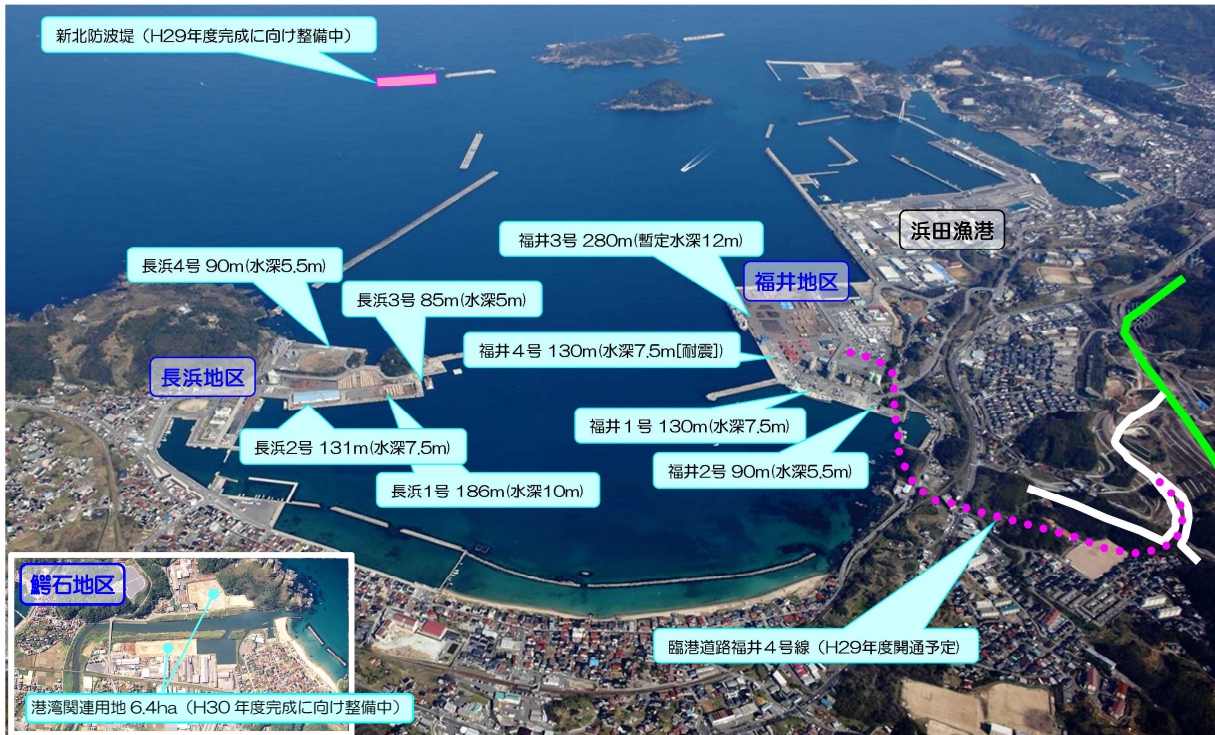 新北防波堤（H29年度完成に向け整備中）
浜田漁港
福井3号 280m(暫定水深12m)
福井地区
長浜4号 90m(水深5.5m)
長浜3号 85m(水深5m)
福井４号 130m(水深7.5m[耐震])
長浜地区
福井１号 130m(水深7.5m)
長浜2号 131m(水深7.5m)
福井2号 90m(水深5.5m)
長浜１号 186m(水深10m)
鰐石地区
臨港道路福井４号線（H29年度開通予定)
港湾関連用地 6.4ha（H30 年度完成に向け整備中）